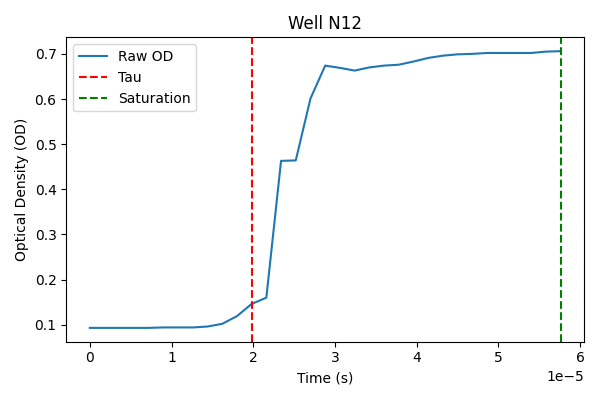 Well N12
Raw OD
Tau
Saturation
Optical Density (OD)
0.7
0.6
0.5
0.4
0.3
0.2
0.1
0 1 2 3 4 5 6
1e−5
Time (s)